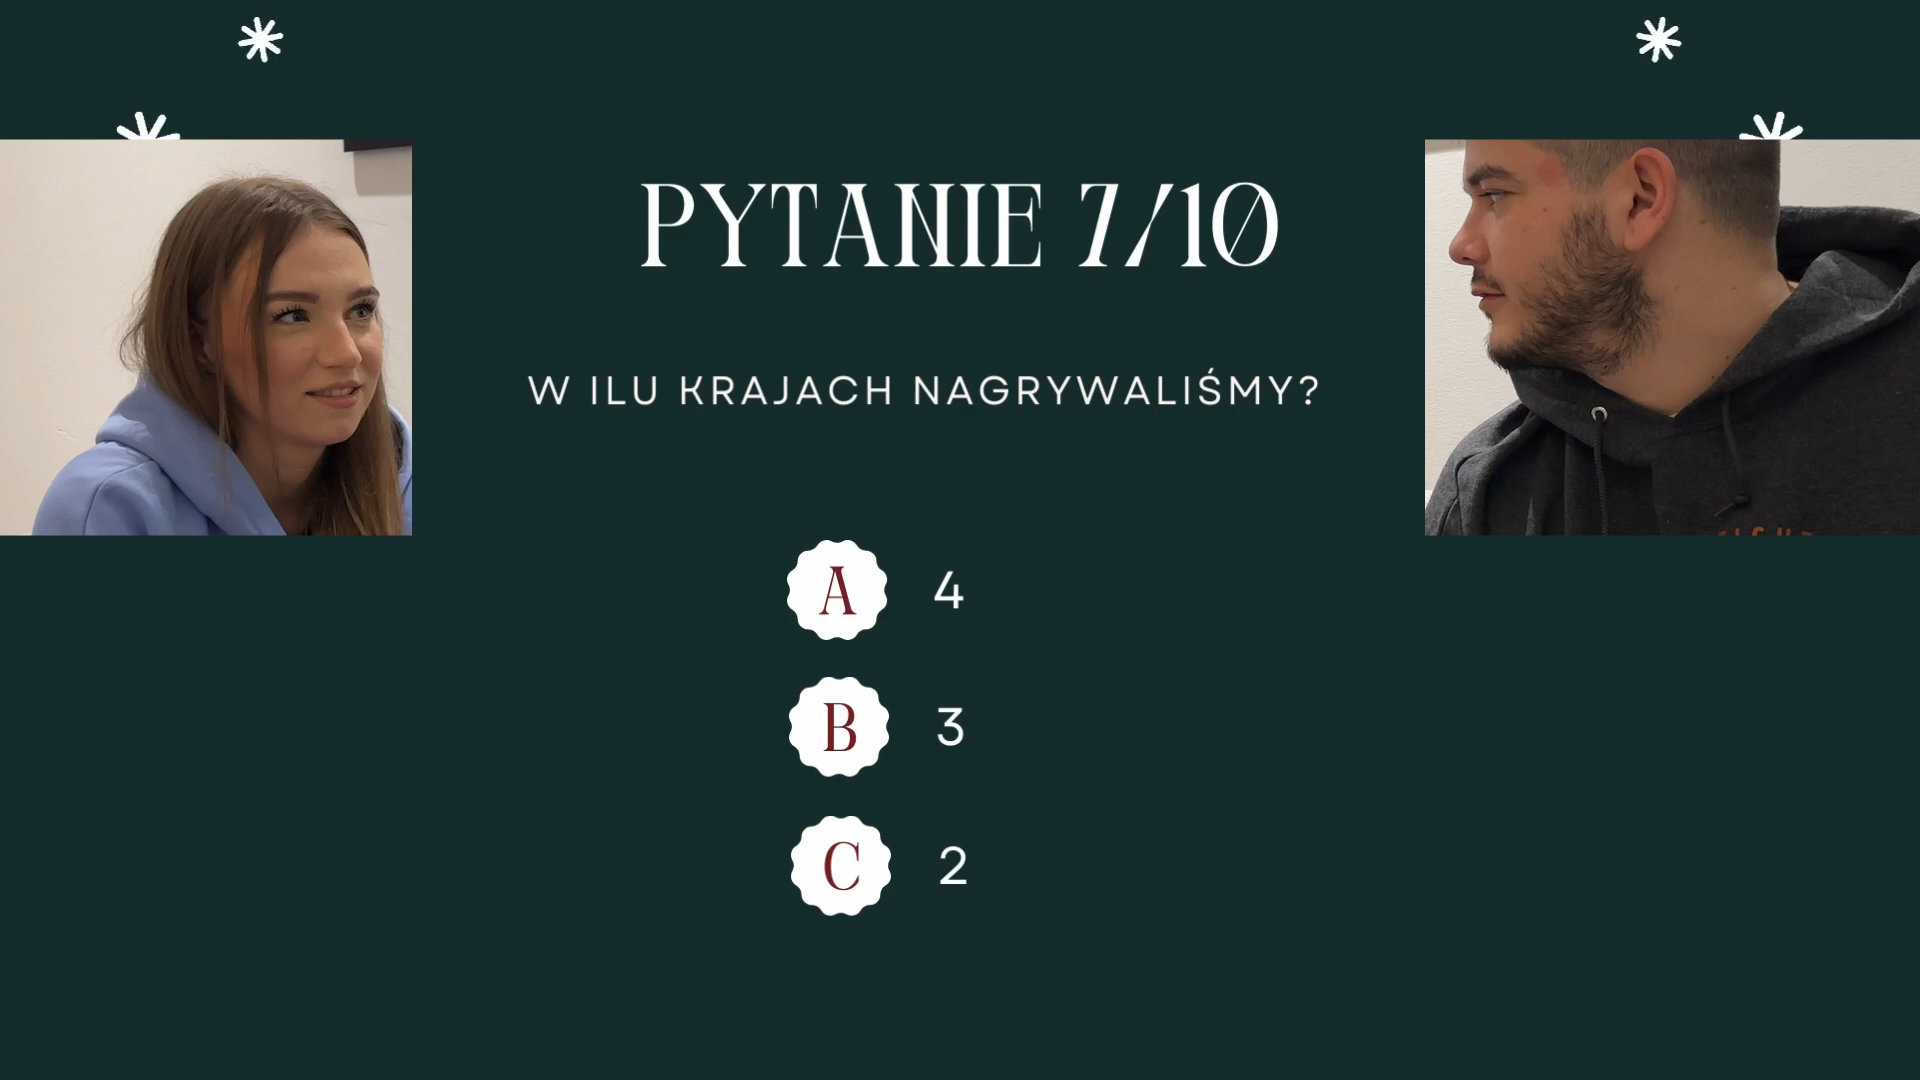 PYTANIE 7/10
W ILU KRAJACH NAGRYWALIŚMY?
A 4
B 3
C 2